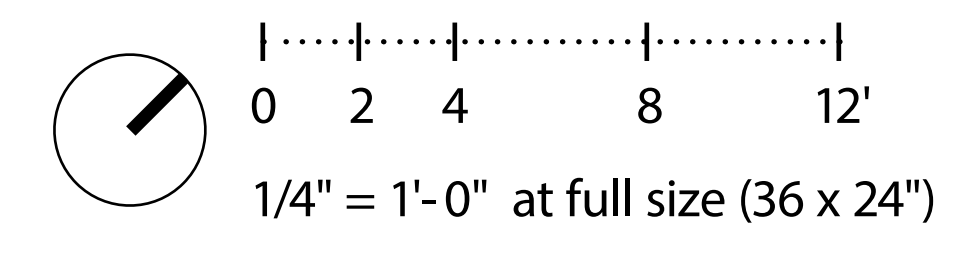 0 2 4 8 12'
1/4" = 1'-0" at full size (36 x 24")